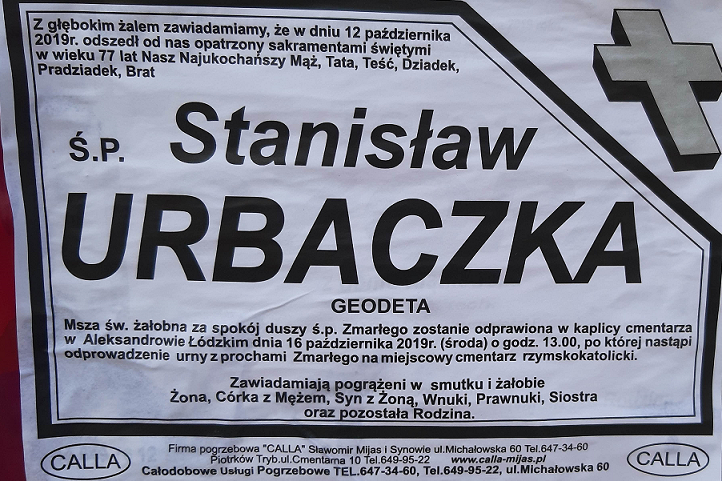 Z głębokim żalem zawiadamiamy, że w dniu 12 października
2019r. odszedł od nas opatrzony sakramentami świętymi
w wieku 77 lat Nasz Najukochańszy Mąż, Tata, Teść, Dziadek,
Pradziadek, Brat
Ś.P. Stanisław
URBACZKA
GEODETA
Msza św. żałobna za spokój duszy ś.p. Zmarłego zostanie odprawiona w kaplicy cmentarza
w Aleksandrowie Łódzkim dnia 16 października 2019r. (środa) o godz. 13.00, po której nastąpi
odprowadzenie urny z prochami Zmarłego na miejscowy cmentarz rzymskokatolicki.
Zawiadamiają pogrążeni w smutku i żałobie
Żona, Córka z Mężem, Syn z Żoną, Wnuki, Prawnuki, Siostra
oraz pozostała Rodzina.
CALLA
Firma pogrzebowa "CALLA" Sławomir Mijas i Synowie ul.Michałowska 60 Tel.647-34-60
Piotrków Tryb.ul.Cmentarna 10 Tel.649-95-22 www.calla-mijas.pl
Całodobowe Usługi Pogrzebowe TEL.647-34-60, Tel.649-95-22, ul.Michałowska 60
CALLA